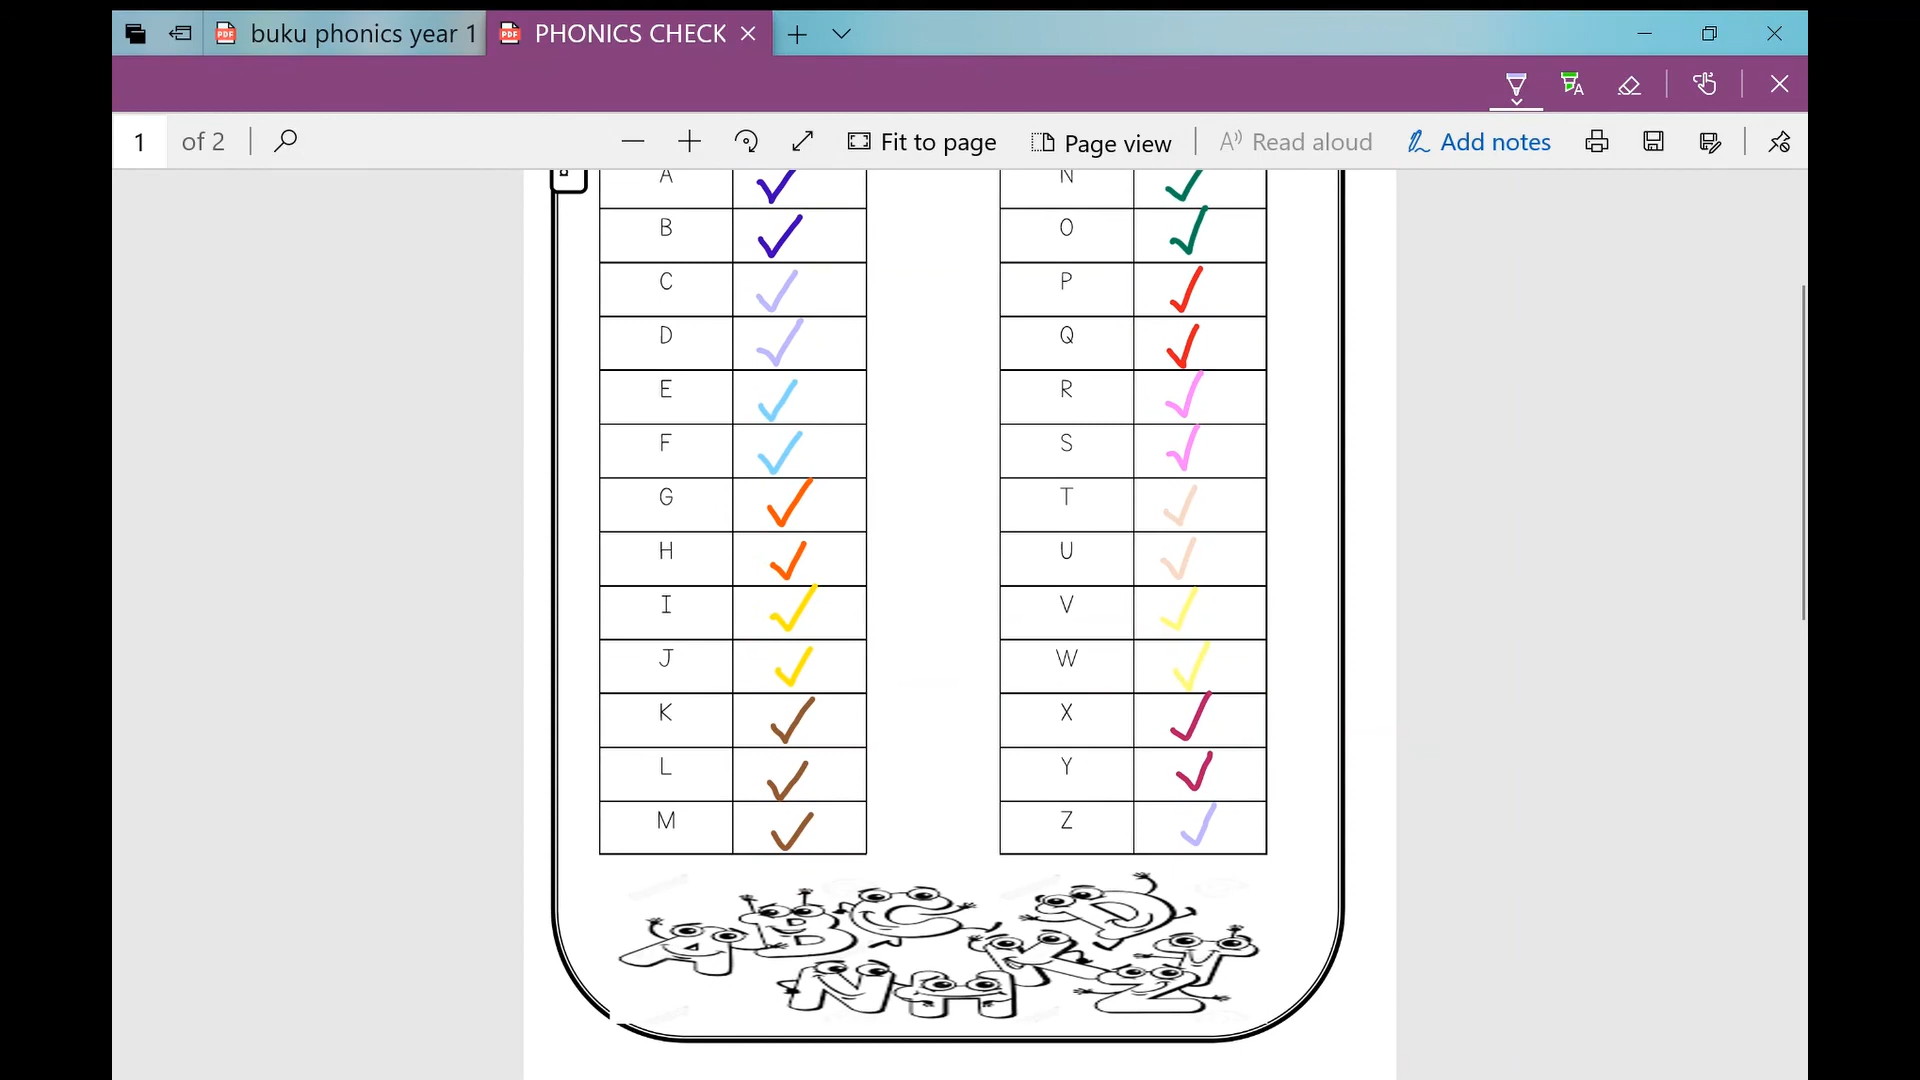 buku phonics year 1
PHONICS CHECK
1 of 2
Fit to page
Page view
Read aloud
Add notes
A
B
C
D
E
F
G
H
I
J
K
L
M
N
O
P
Q
R
S
T
U
V
W
X
Y
Z
A B C D
N H K Z Y